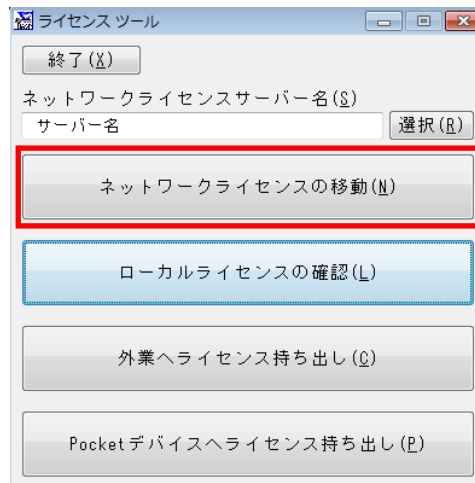 ライセンス ツール
終了(X)
ネットワークライセンスサーバー名(S)
サーバー名
選択(R)
ネットワークライセンスの移動(N)
ローカルライセンスの確認(L)
外業へライセンス持ち出し(C)
Pocketデバイスへライセンス持ち出し(P)